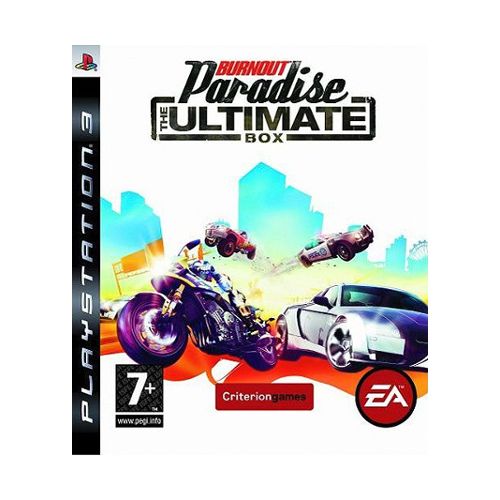 BURNOUT
Paradise
THE ULTIMATE
BOX
PLAYSTATION 3
7+
www.pegi.info
Criteriongames
EA